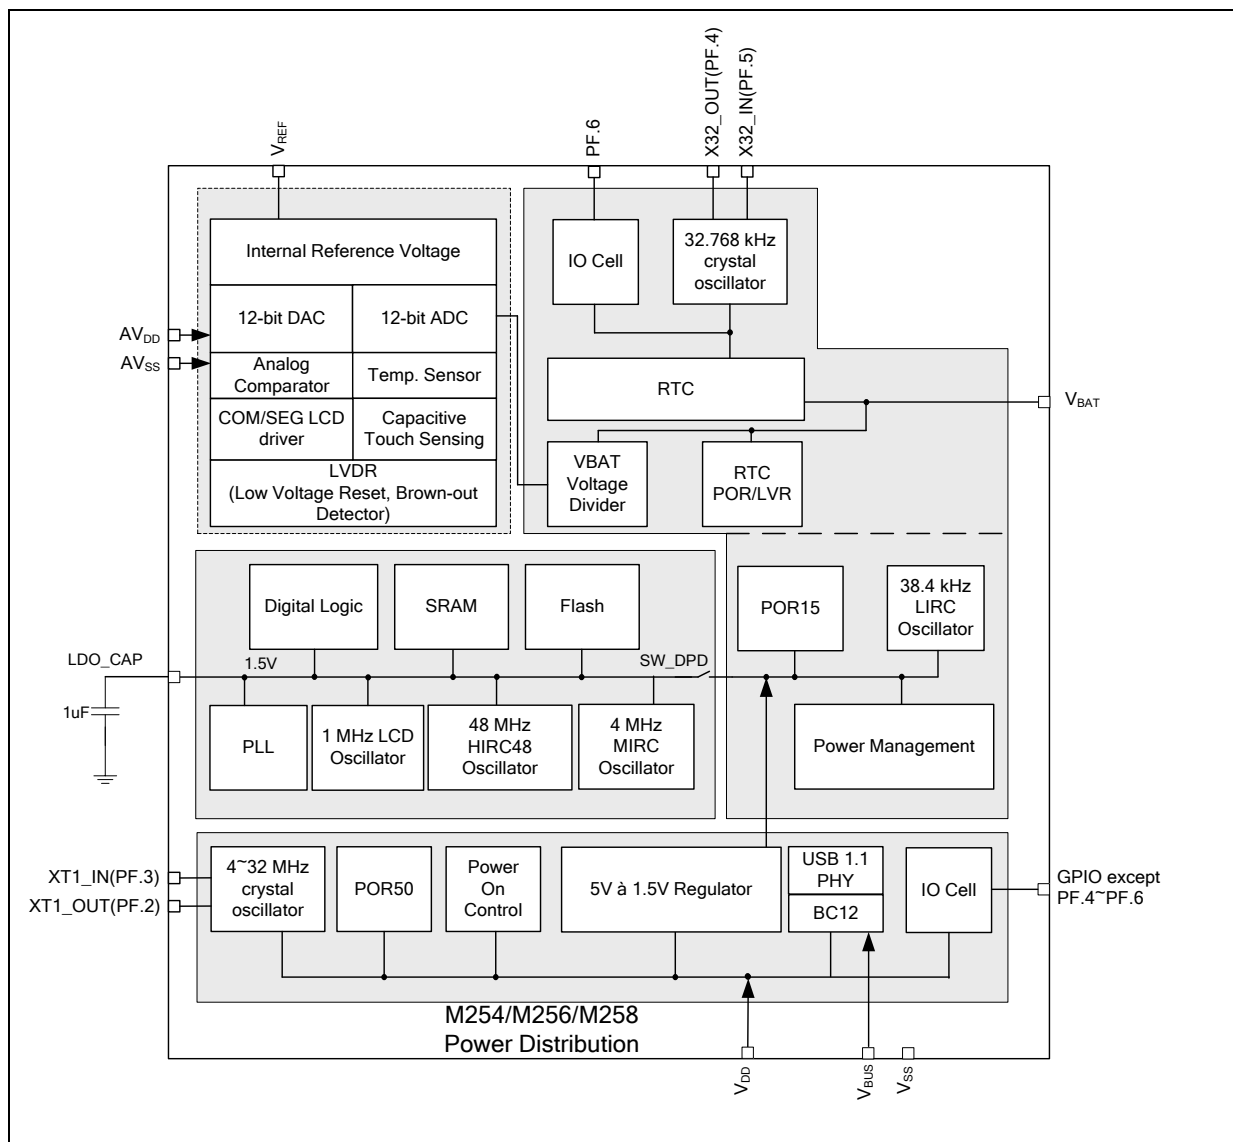 X32_OUT(PF.4)
X32_IN(PF.5)
PF.6
VREF
Internal Reference Voltage
IO Cell
32.768 kHz
crystal
oscillator
12-bit DAC
12-bit ADC
AVDD
AVSS
Analog
Comparator
Temp. Sensor
RTC
VBAT
COM/SEG LCD
driver
Capacitive
Touch Sensing
LVDR
(Low Voltage Reset, Brown-out
Detector)
VBAT
Voltage
Divider
RTC
POR/LVR
Digital Logic
SRAM
Flash
POR15
38.4 kHz
LIRC
Oscillator
LDO_CAP
1.5V
SW_DPD
1uF
PLL
1 MHz LCD
Oscillator
48 MHz
HIRC48
Oscillator
4 MHz
MIRC
Oscillator
Power Management
XT1_IN(PF.3)
XT1_OUT(PF.2)
4~32 MHz
crystal
oscillator
POR50
Power
On
Control
5V à 1.5V Regulator
USB 1.1
PHY
BC12
IO Cell
GPIO except
PF.4~PF.6
M254/M256/M258
Power Distribution
VDD
VBUS
VSS